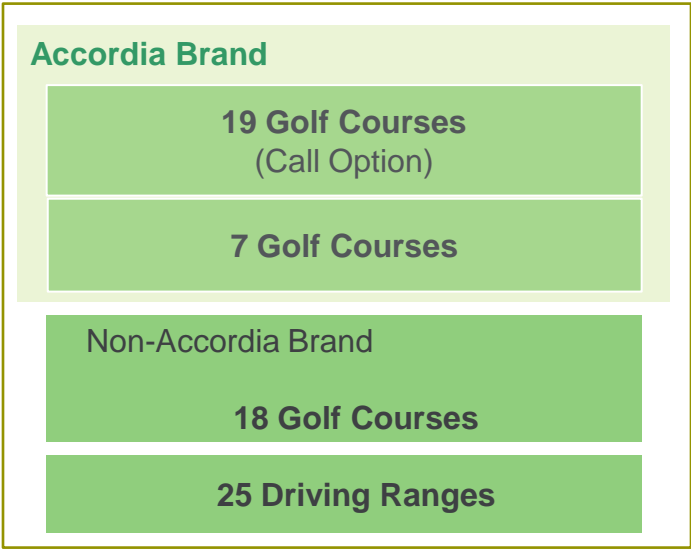 Accordia Brand
19 Golf Courses
(Call Option)
7 Golf Courses
Non-Accordia Brand
18 Golf Courses
25 Driving Ranges